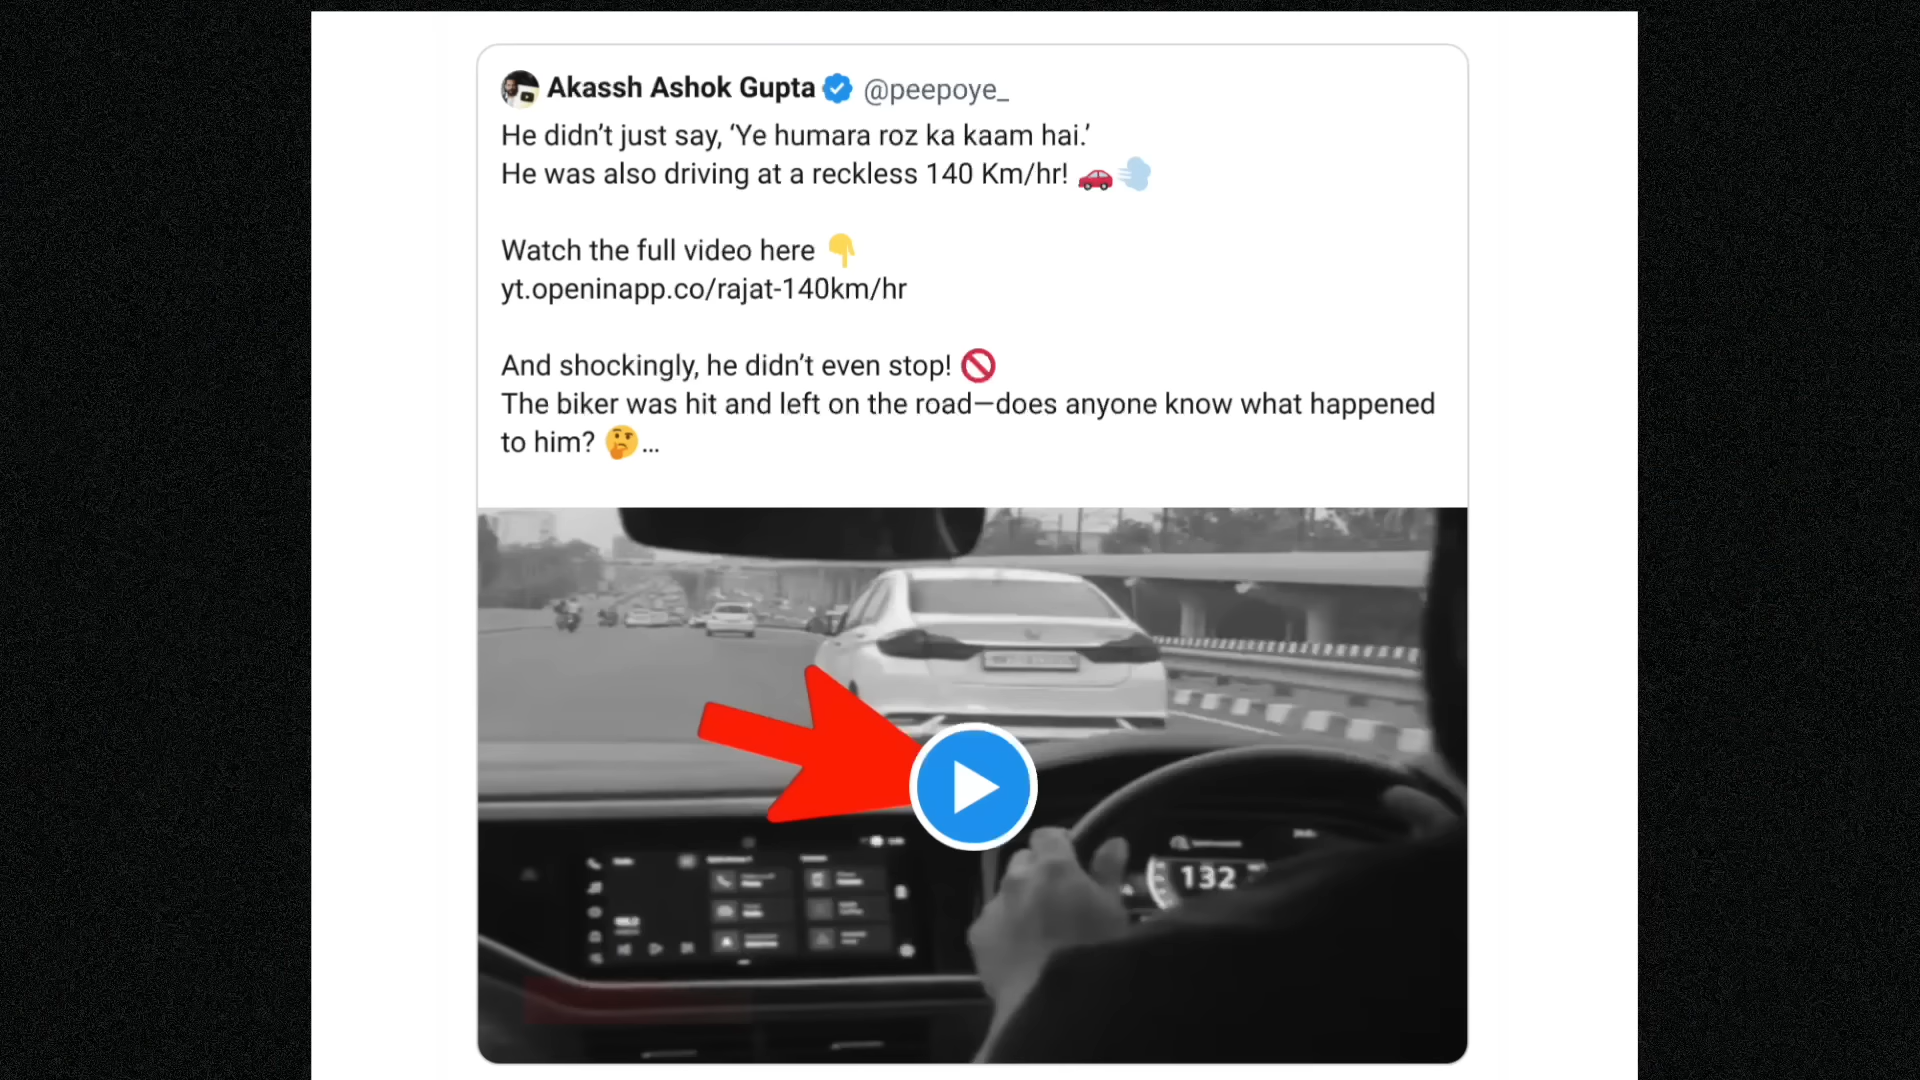 Akassh Ashok Gupta @peepoye_
He didn’t just say, ‘Ye humara roz ka kaam hai.’
He was also driving at a reckless 140 Km/hr! 🚗💨
Watch the full video here 👇
yt.openinapp.co/rajat-140km/hr
And shockingly, he didn’t even stop! 🚫
The biker was hit and left on the road—does anyone know what happened
to him? 🤔...
132